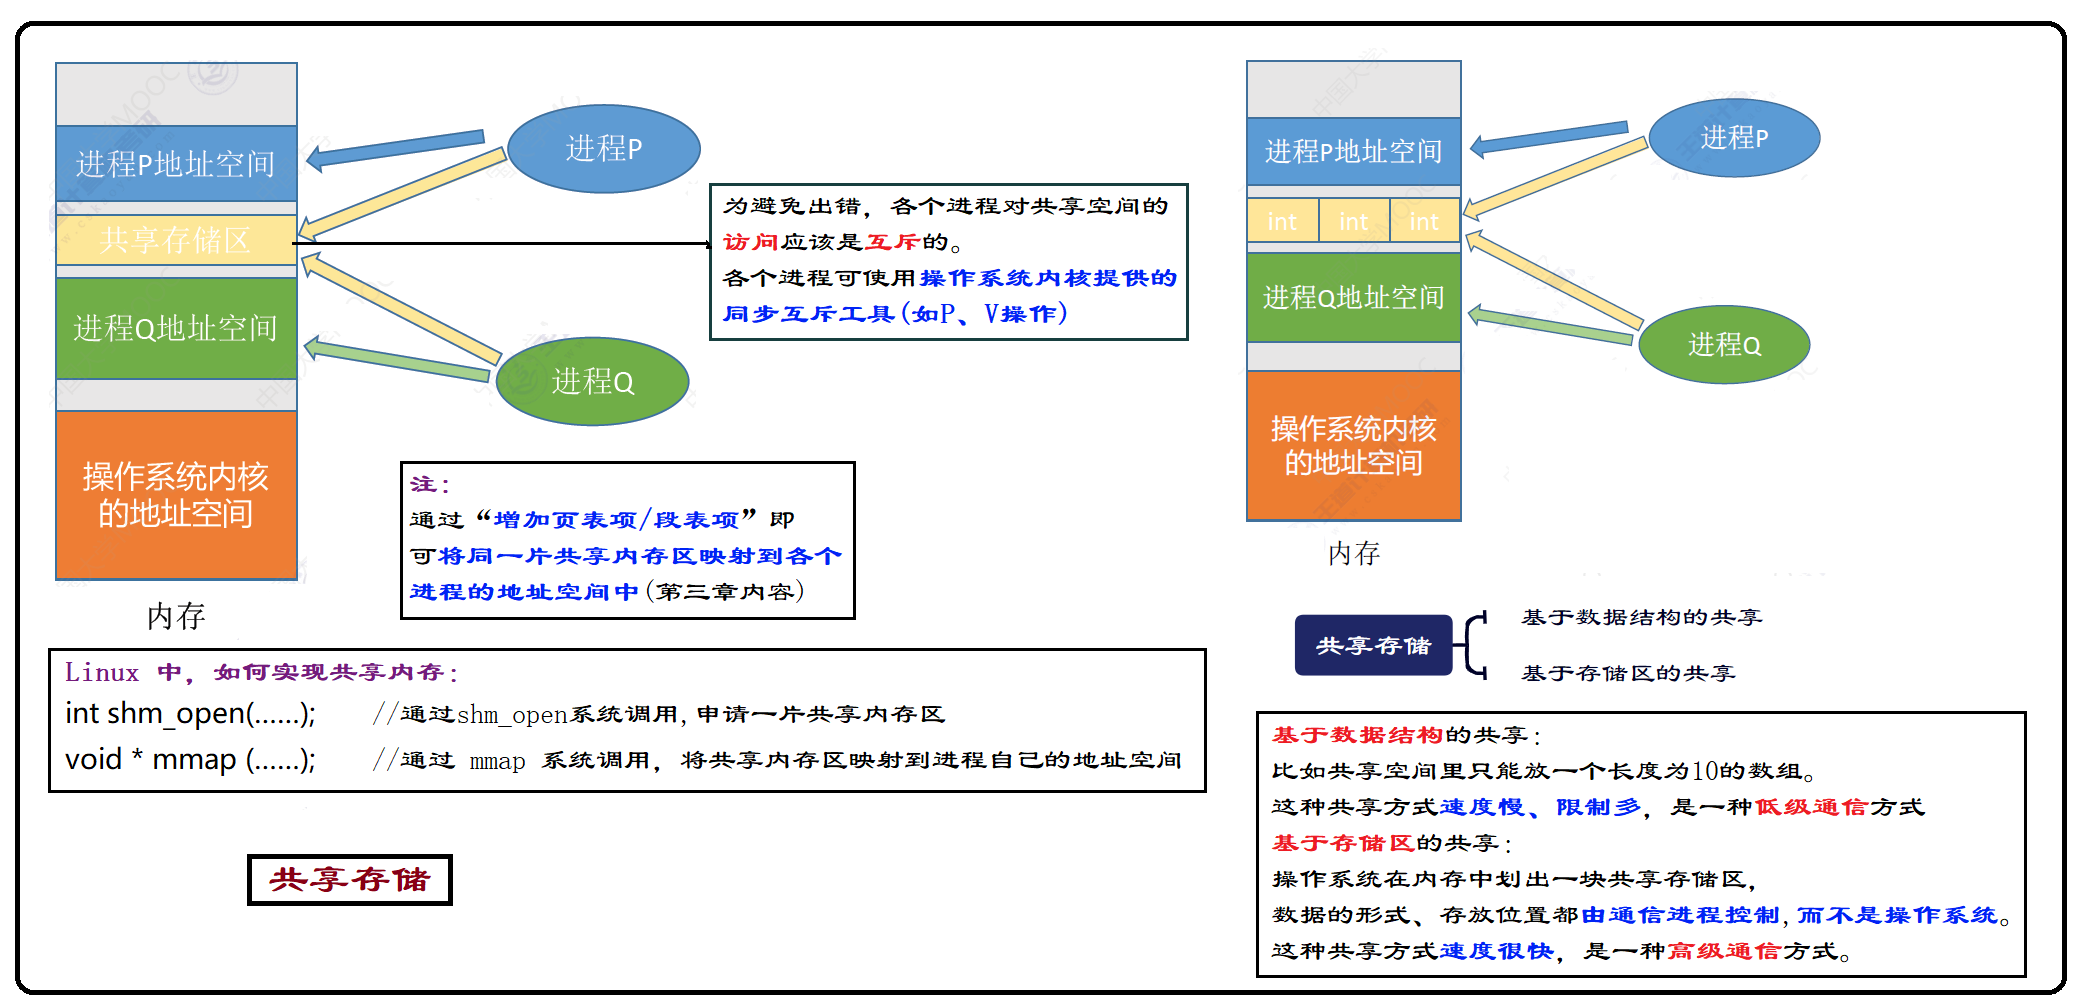 进程P地址空间
共享存储区
进程Q地址空间
操作系统内核
的地址空间
内存
进程P
进程Q
为避免出错，各个进程对共享空间的
访问应该是互斥的。
各个进程可使用操作系统内核提供的
同步互斥工具(如P、V操作)
注：
通过“增加页表项/段表项”即
可将同一片共享内存区映射到各个
进程的地址空间中(第三章内容)
Linux 中，如何实现共享内存：
int shm_open(......); //通过shm_open系统调用,申请一片共享内存区
void * mmap (......); //通过 mmap 系统调用，将共享内存区映射到进程自己的地址空间
共享存储
进程P地址空间
int int int
进程Q地址空间
操作系统内核
的地址空间
内存
进程P
进程Q
共享存储
基于数据结构的共享
基于存储区的共享
基于数据结构的共享：
比如共享空间里只能放一个长度为10的数组。
这种共享方式速度慢、限制多，是一种低级通信方式
基于存储区的共享：
操作系统在内存中划出一块共享存储区，
数据的形式、存放位置都由通信进程控制,而不是操作系统。
这种共享方式速度很快，是一种高级通信方式。